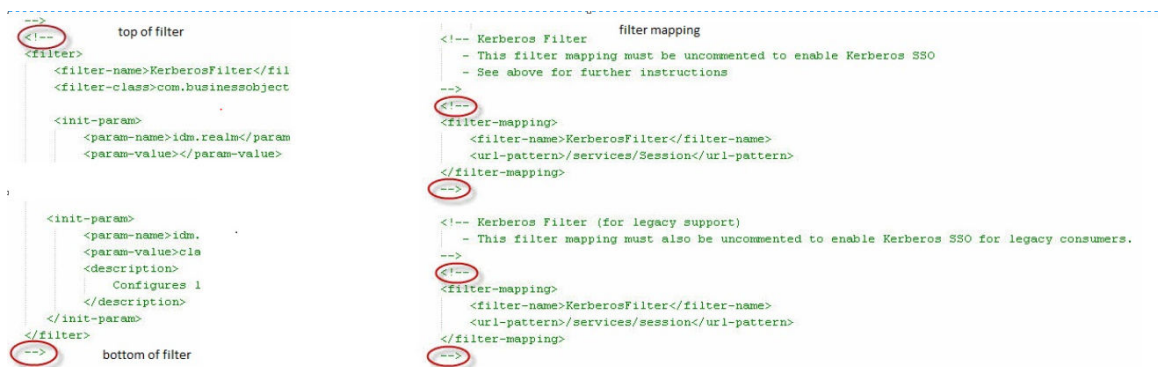 -->
<!--
top of filter
<filter>
<filter-name>KerberosFilter</fil
<filter-class>com.businessobject
<init-param>
<param-name>idm.realm</param
<param-value></param-value>
<init-param>
<param-name>idm.
<param-value>cla
<description>
Configures l
</description>
</init-param>
</filter>
-->
bottom of filter
filter mapping
<!-- Kerberos Filter
- This filter mapping must be uncommented to enable Kerberos SSO
- See above for further instructions
-->
<!--
<filter-mapping>
<filter-name>KerberosFilter</filter-name>
<url-pattern>/services/Session</url-pattern>
</filter-mapping>
-->
<!-- Kerberos Filter (for legacy support)
- This filter mapping must also be uncommented to enable Kerberos SSO for legacy consumers.
-->
<!--
<filter-mapping>
<filter-name>KerberosFilter</filter-name>
<url-pattern>/services/session</url-pattern>
</filter-mapping>
-->